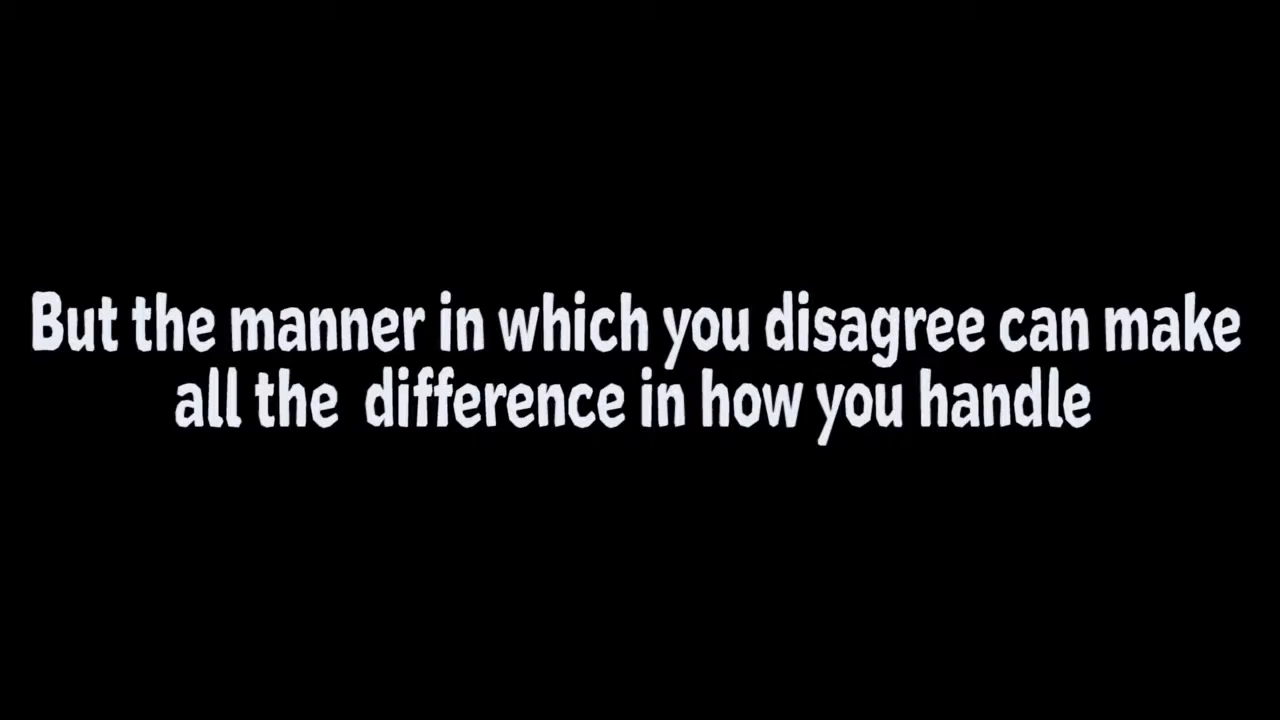 But the manner in which you disagree can make
all the  difference in how you handle